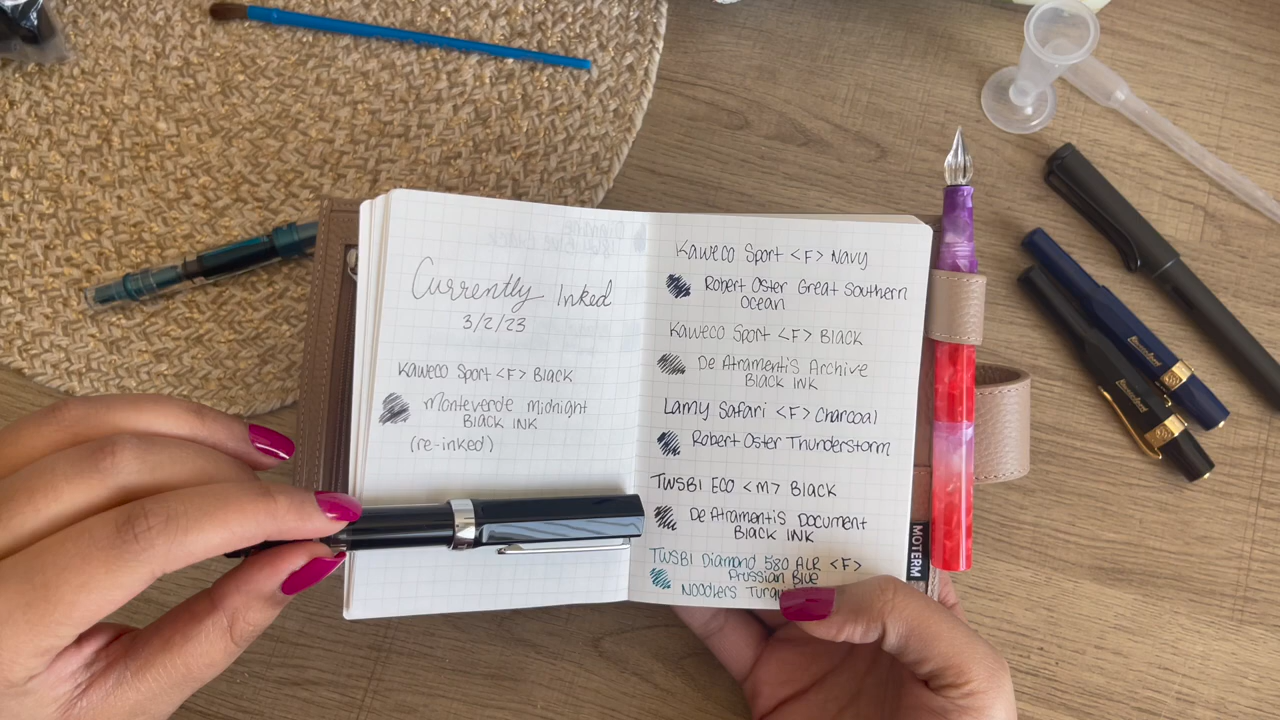 Currently Inked
3/2/23
Kaweco Sport <F> Black
Monteverde Midnight
Black Ink
(re-inked)
Kaweco Sport <F> Navy
Robert Oster Great Southern
Ocean
Kaweco Sport <F> Black
De Atramentis Archive
Black Ink
Lamy Safari <F> Charcoal
Robert Oster Thunderstorm
TWSBI ECO <M> Black
De Atramentis Document
Black Ink
TWSBI Diamond 580 ALR <F>
Prussian Blue
Noodlers
MOTERM